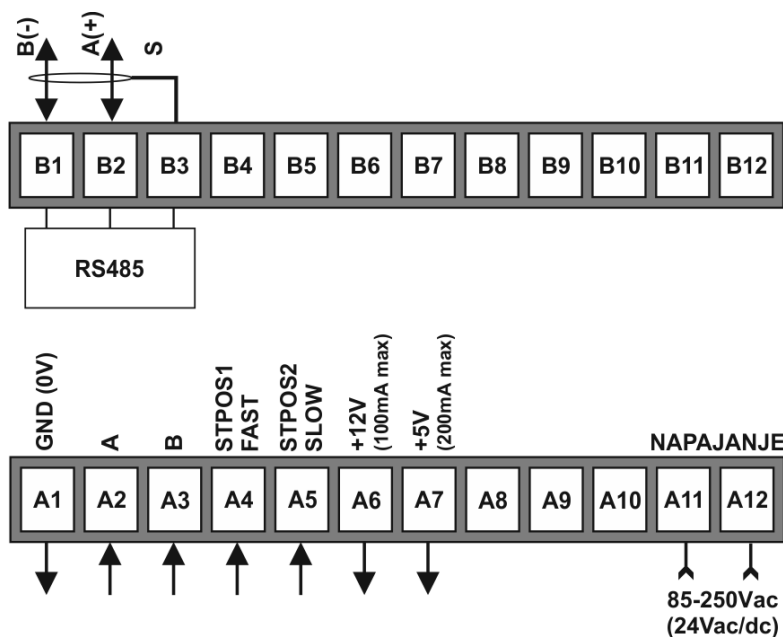 B(-)
A(+)
S
B1 B2 B3 B4 B5 B6 B7 B8 B9 B10 B11 B12
RS485
GND (0V)
A
B
STPOS1
FAST
STPOS2
SLOW
+12V
(100mA max)
+5V
(200mA max)
NAPAJANJE
A1 A2 A3 A4 A5 A6 A7 A8 A9 A10 A11 A12
85-250Vac
(24Vac/dc)